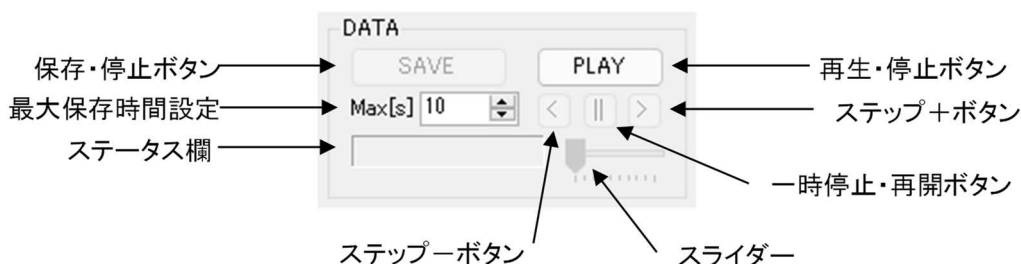 DATA
保存・停止ボタン
SAVE
PLAY
再生・停止ボタン
最大保存時間設定
Max[s] 10
<
||
>
ステップ+ボタン
ステータス欄
一時停止・再開ボタン
ステップ-ボタン
スライダー